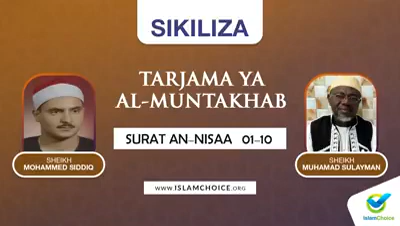 SIKILIZA
TARJAMA YA
AL-MUNTAKHAB
SURAT AN-NISAA 01-10
SHEIKH
MOHAMMED SIDDIQ
SHEIKH
MUHAMAD SULAYMAN
WWW.ISLAMCHOICE.ORG
IslamChoice